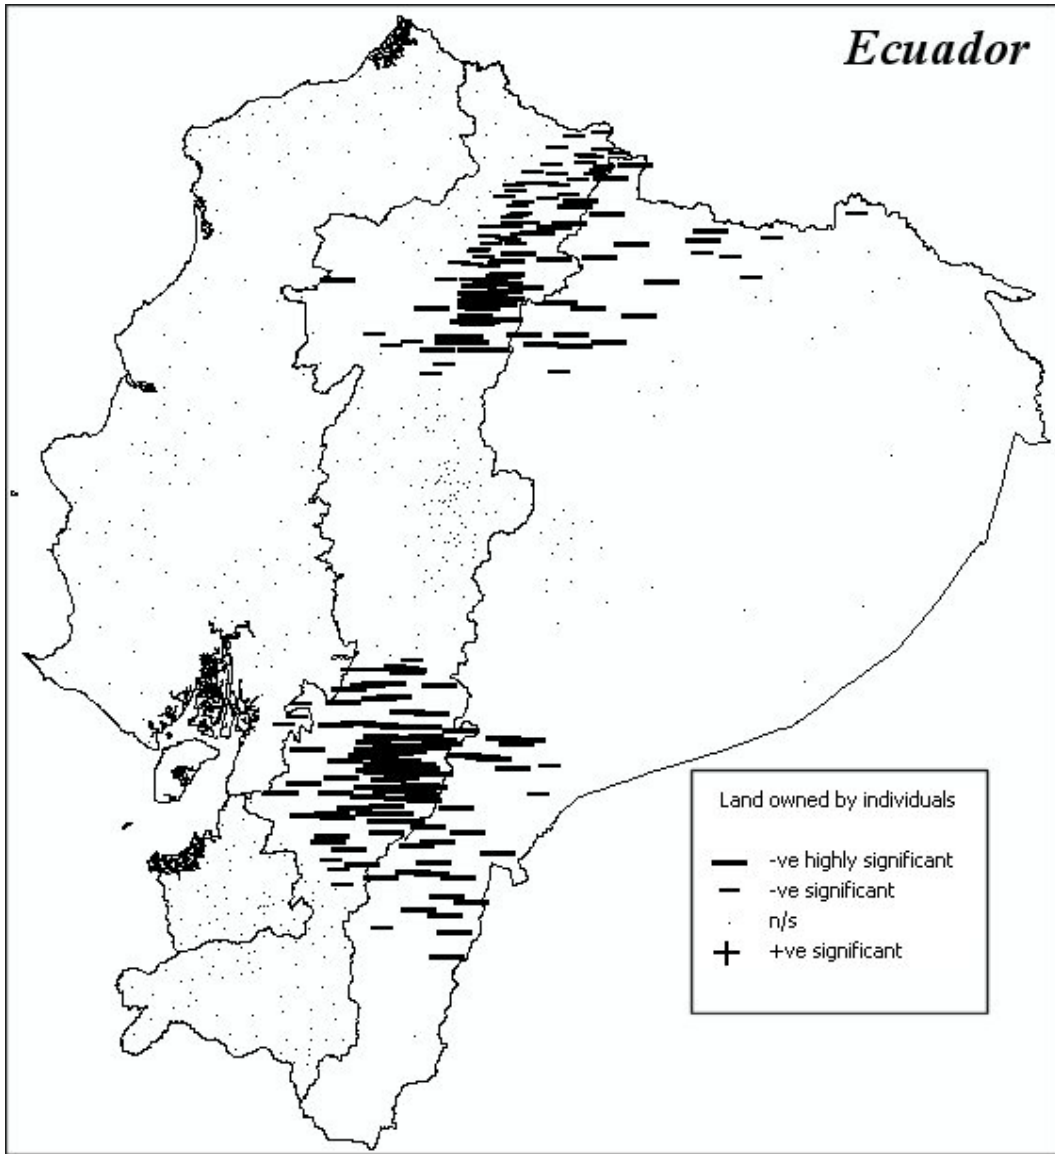 Ecuador
Land owned by individuals
-ve highly significant
-ve significant
n/s
+ve significant